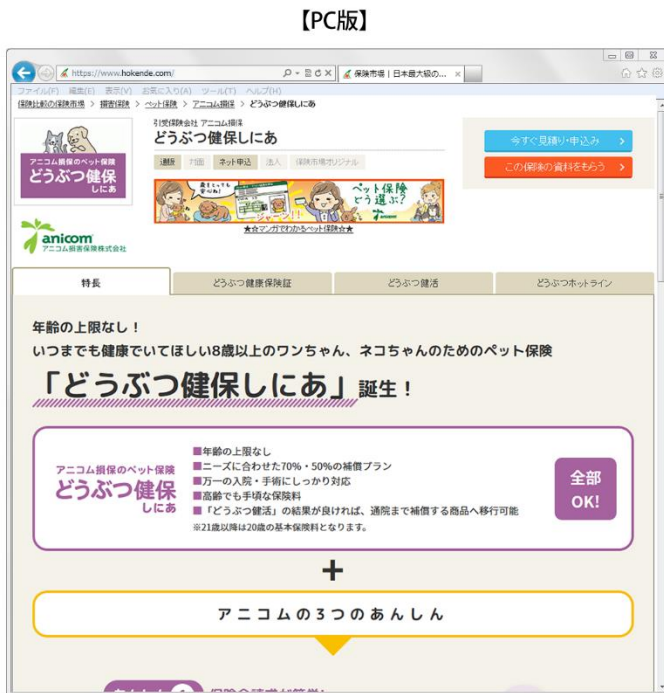 【PC版】
https://www.hokende.com/
保険市場 | 日本最大級の...
ファイル(F) 編集(E) 表示(V) お気に入り(A) ツール(T) ヘルプ(H)
保険比較の保険市場 > 損害保険 > ペット保険 > アニコム損保 > どうぶつ健保しにあ
引受保険会社 アニコム損保
どうぶつ健保しにあ
通販 対面 ネット申込 法人 保険市場オリジナル
今すぐ見積り・申込み
この保険の資料をもらう
アニコム損保のペット保険
どうぶつ健保
しにあ
ペット保険
どう選ぶ?
★☆マンガでわかるペット保険☆★
anicom
アニコム損害保険株式会社
特長
どうぶつ健康保険証
どうぶつ健活
どうぶつホットライン
年齢の上限なし!
いつまでも健康でいてほしい8歳以上のワンちゃん、ネコちゃんのためのペット保険
「どうぶつ健保しにあ」誕生!
アニコム損保のペット保険
どうぶつ健保
しにあ
■年齢の上限なし
■ニーズに合わせた70%・50%の補償プラン
■万一の入院・手術にしっかり対応
■高齢でも手頃な保険料
■「どうぶつ健活」の結果が良ければ、通院まで補償する商品へ移行可能
※21歳以降は20歳の基本保険料となります。
全部
OK!
+
アニコムの3つのあんしん